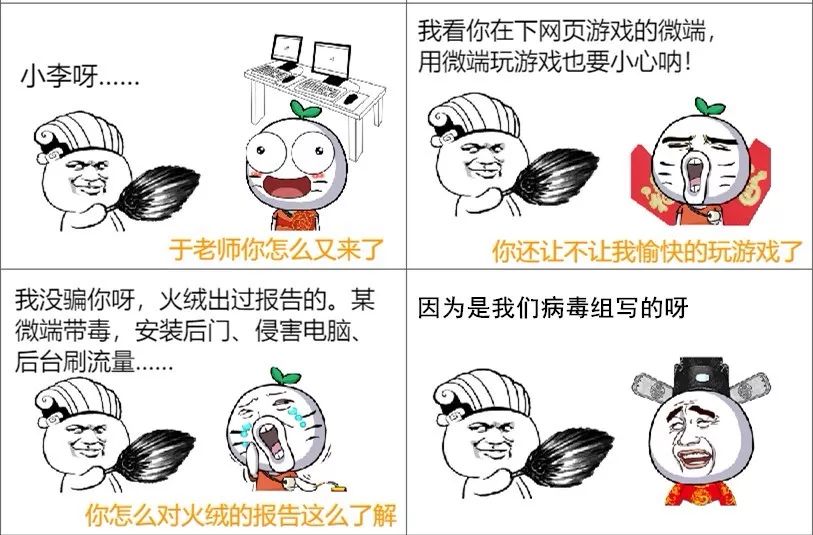 小李呀......
于老师你怎么又来了
我看你在下网页游戏的微端，
用微端玩游戏也要小心呐！
你还让不让我愉快的玩游戏了
我没骗你呀，火绒出过报告的。某
微端带毒，安装后门、侵害电脑、
后台刷流量......
你怎么对火绒的报告这么了解
因为是我们病毒组写的呀